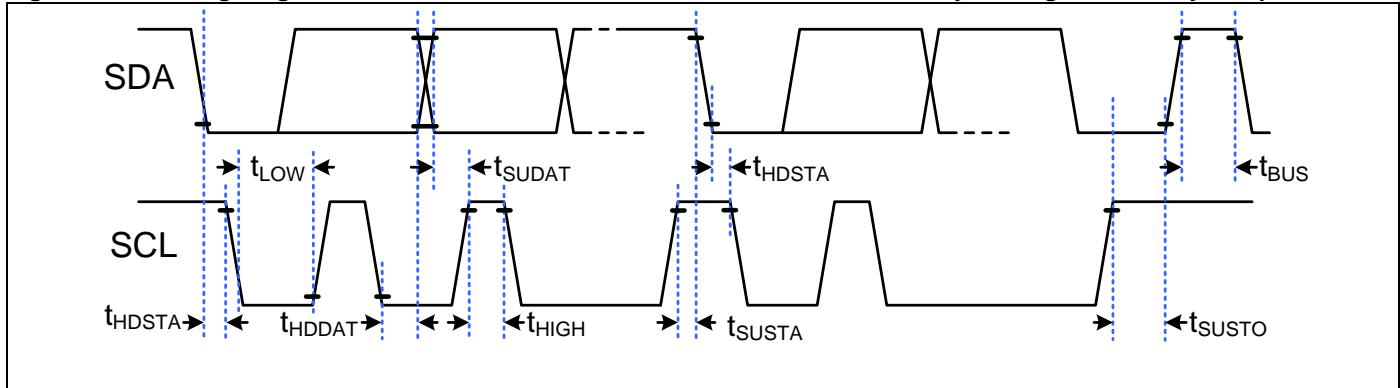 SDA
tLOW
tSUDAT
tHDSTA
tBUS
SCL
tHDSTA
tHDDAT
tHIGH
tSUSTA
tSUSTO